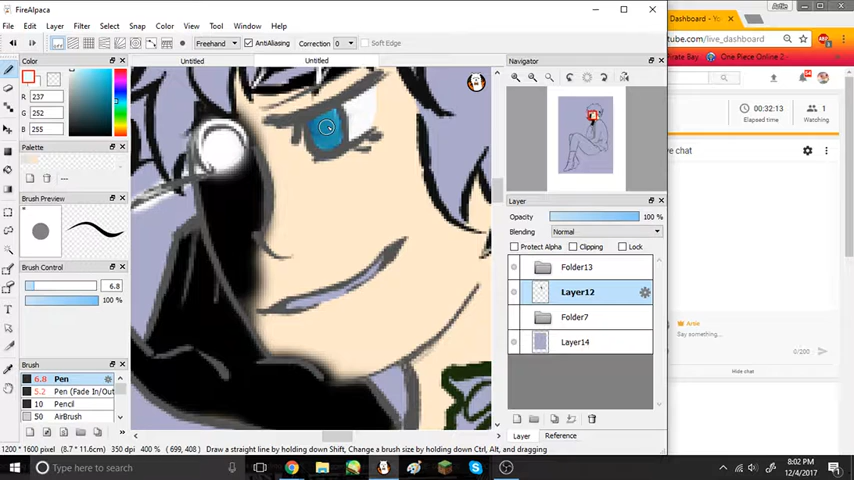 FireAlpaca
File Edit Layer Filter Select Snap Color View Tool Window Help
OFF Freehand AntiAliasing Correction 0 Soft Edge
Color
R 237
G 252
B 255
Palette
---
Brush Preview
Brush Control
6.8
100 %
Brush
6.8 Pen
5.2 Pen (Fade In/Out
10 Pencil
50 AirBrush
Untitled Untitled
Navigator
Layer
Opacity 100 %
Blending Normal
Protect Alpha Clipping Lock
Folder13
Layer12
Folder7
Layer14
Layer Reference
1200 * 1600 pixel (8.7 * 11.6cm) 350 dpi 400 % ( 699, 408 ) Draw a straight line by holding down Shift, Change a brush size by holding down Ctrl, Alt, and dragging
Dashboard - Yo
tube.com/live_dashboard
ate Bay One Piece Online 2
00:32:13
Elapsed time
1
Watching
ve chat
Say something...
0/200
Hide chat
Type here to search
8:02 PM
12/4/2017